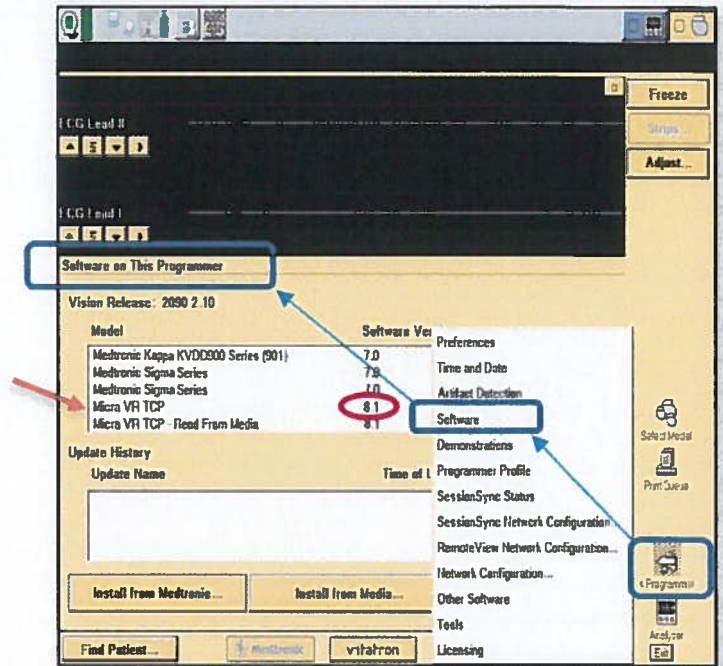 Freeze
ECG Lead II
Strips...
Adjust...
ECG Lead I
Software on This Programmer
Vision Release: 2090 2.10
Model Software Ver
Medtronic Kappa KVDD900 Series (901) 7.0
Medtronic Sigma Series 7.0
Medtronic Sigma Series 7.0
Micra VR TCP 8.1
Micra VR TCP - Read From Media 8.1
Update History
Update Name Time of
Install from Medtronic... Install from Media...
Find Patient... Medtronic vitatron
Preferences
Time and Date
Artifact Detection
Software
Demonstrations
Programmer Profile
SessionSync Status
SessionSync Network Configuration
RemoteView Network Configuration...
Network Configuration...
Other Software
Tools
Licensing
Select Model
Print Queue
< Programmer
Analyzer